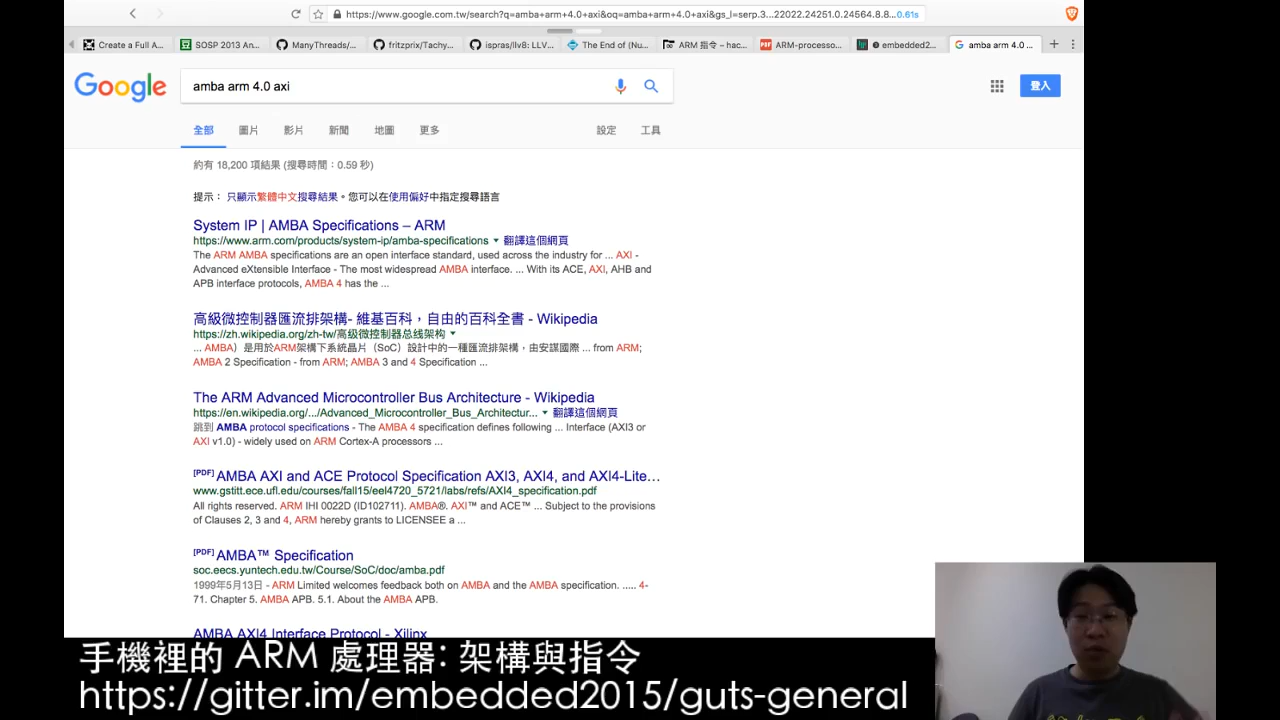 https://www.google.com.tw/search?q=amba+arm+4.0+axi&oq=amba+arm+4.0+axi&gs_l=serp.3...22022.24251.0.24564.8.8... 0.61s
Create a Full A... SOSP 2013 An... ManyThreads/... fritzprix/Tachy... ispras/llv8: LLV... The End of (Nu... ARM 指令 – hac... ARM-processo... embedded2... amba arm 4.0 ...
Google
amba arm 4.0 axi
登入
全部 圖片 影片 新聞 地圖 更多 設定 工具
約有 18,200 項結果 (搜尋時間：0.59 秒)
提示： 只顯示繁體中文搜尋結果。您可以在使用偏好中指定搜尋語言
System IP | AMBA Specifications – ARM
https://www.arm.com/products/system-ip/amba-specifications 翻譯這個網頁
The ARM AMBA specifications are an open interface standard, used across the industry for ... AXI -
Advanced eXtensible Interface - The most widespread AMBA interface. ... With its ACE, AXI, AHB and
APB interface protocols, AMBA 4 has the ...
高級微控制器匯流排架構- 維基百科，自由的百科全書 - Wikipedia
https://zh.wikipedia.org/zh-tw/高级微控制器总线架构
... AMBA）是用於ARM架構下系統晶片（SoC）設計中的一種匯流排架構，由安謀國際 ... from ARM;
AMBA 2 Specification - from ARM; AMBA 3 and 4 Specification ...
The ARM Advanced Microcontroller Bus Architecture - Wikipedia
https://en.wikipedia.org/.../Advanced_Microcontroller_Bus_Architectur... 翻譯這個網頁
跳到 AMBA protocol specifications - The AMBA 4 specification defines following ... Interface (AXI3 or
AXI v1.0) - widely used on ARM Cortex-A processors ...
[PDF] AMBA AXI and ACE Protocol Specification AXI3, AXI4, and AXI4-Lite...
www.gstitt.ece.ufl.edu/courses/fall15/eel4720_5721/labs/refs/AXI4_specification.pdf
All rights reserved. ARM IHI 0022D (ID102711). AMBA®. AXI™ and ACE™ ... Subject to the provisions
of Clauses 2, 3 and 4, ARM hereby grants to LICENSEE a ...
[PDF] AMBA™ Specification
soc.eecs.yuntech.edu.tw/Course/SoC/doc/amba.pdf
1999年5月13日 - ARM Limited welcomes feedback both on AMBA and the AMBA specification. ..... 4-
71. Chapter 5. AMBA APB. 5.1. About the AMBA APB.
AMBA AXI4 Interface Protocol - Xilinx
手機裡的 ARM 處理器: 架構與指令
https://gitter.im/embedded2015/guts-general